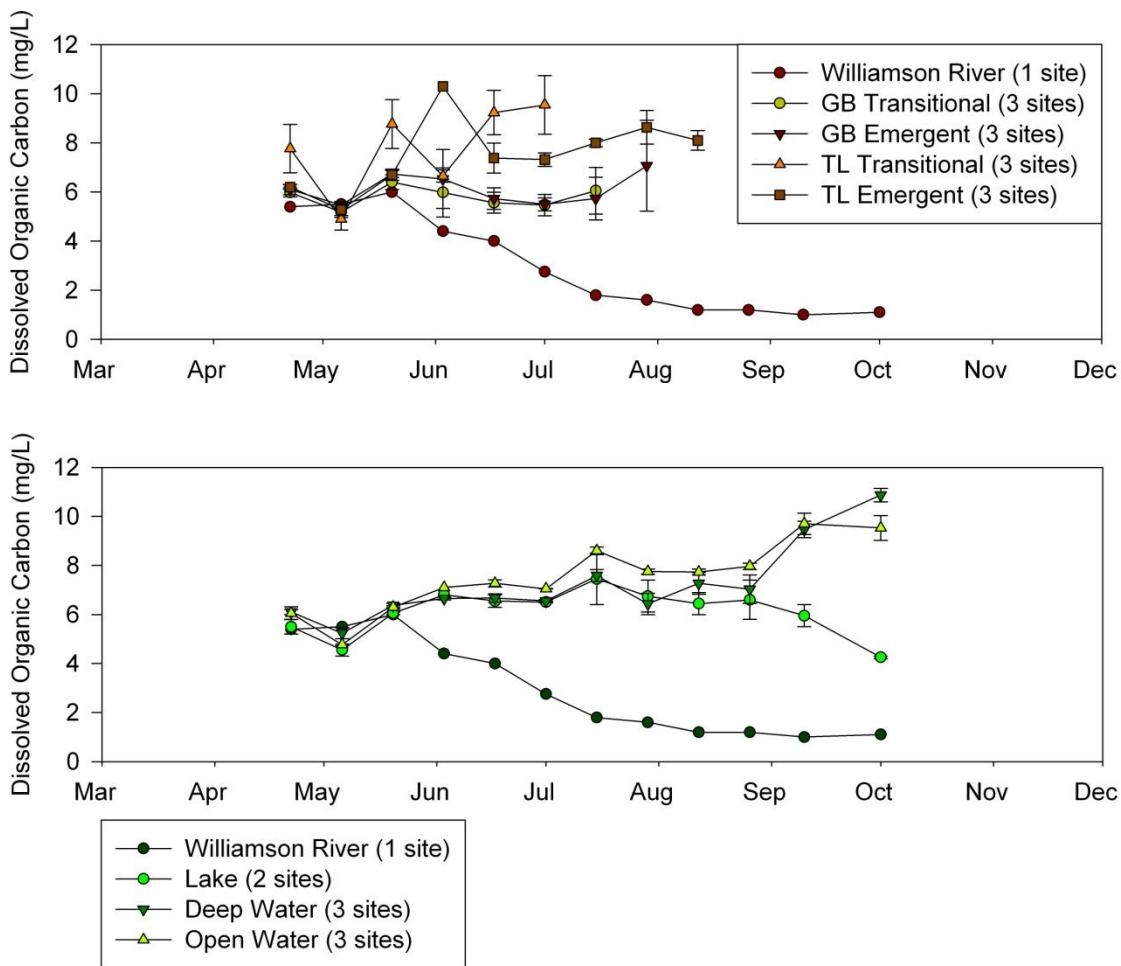 Dissolved Organic Carbon (mg/L)
12
10
8
6
4
2
0
Mar Apr May Jun Jul Aug Sep Oct Nov Dec
Williamson River (1 site)
GB Transitional (3 sites)
GB Emergent (3 sites)
TL Transitional (3 sites)
TL Emergent (3 sites)
Dissolved Organic Carbon (mg/L)
12
10
8
6
4
2
0
Mar Apr May Jun Jul Aug Sep Oct Nov Dec
Williamson River (1 site)
Lake (2 sites)
Deep Water (3 sites)
Open Water (3 sites)